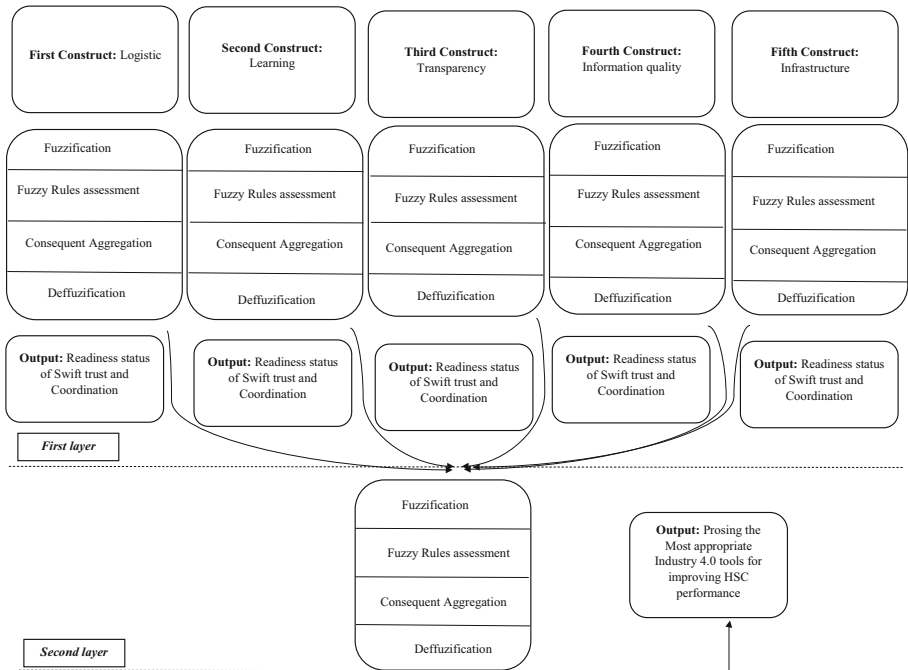 First Construct: Logistic
Second Construct:
Learning
Third Construct:
Transparency
Fourth Construct:
Information quality
Fifth Construct:
Infrastructure
Fuzzification
Fuzzy Rules assessment
Consequent Aggregation
Deffuzification
Fuzzification
Fuzzy Rules assessment
Consequent Aggregation
Deffuzification
Fuzzification
Fuzzy Rules assessment
Consequent Aggregation
Deffuzification
Fuzzification
Fuzzy Rules assessment
Consequent Aggregation
Deffuzification
Fuzzification
Fuzzy Rules assessment
Consequent Aggregation
Deffuzification
Output: Readiness status
of Swift trust and
Coordination
Output: Readiness status
of Swift trust and
Coordination
Output: Readiness status
of Swift trust and
Coordination
Output: Readiness status
of Swift trust and
Coordination
Output: Readiness status
of Swift trust and
Coordination
First layer
Fuzzification
Fuzzy Rules assessment
Consequent Aggregation
Deffuzification
Output: Prosing the
Most appropriate
Industry 4.0 tools for
improving HSC
performance
Second layer